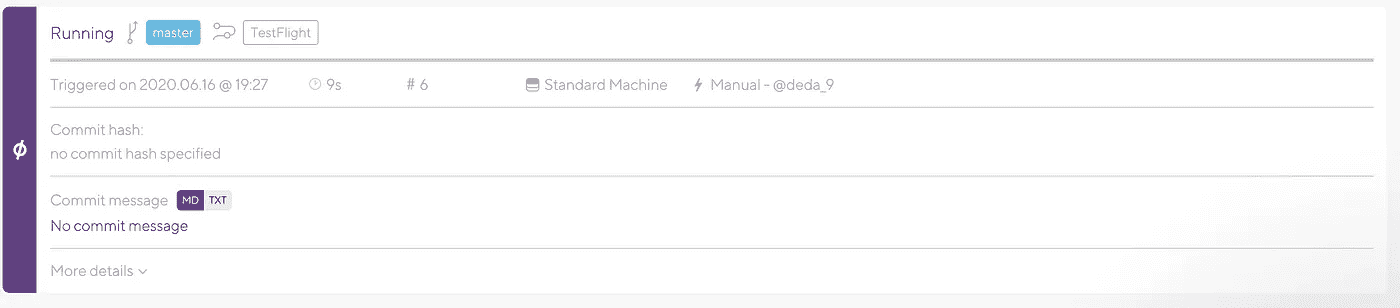 Running master TestFlight
Triggered on 2020.06.16 @ 19:27 9s # 6 Standard Machine Manual - @deda_9
Commit hash:
no commit hash specified
Commit message MD TXT
No commit message
More details